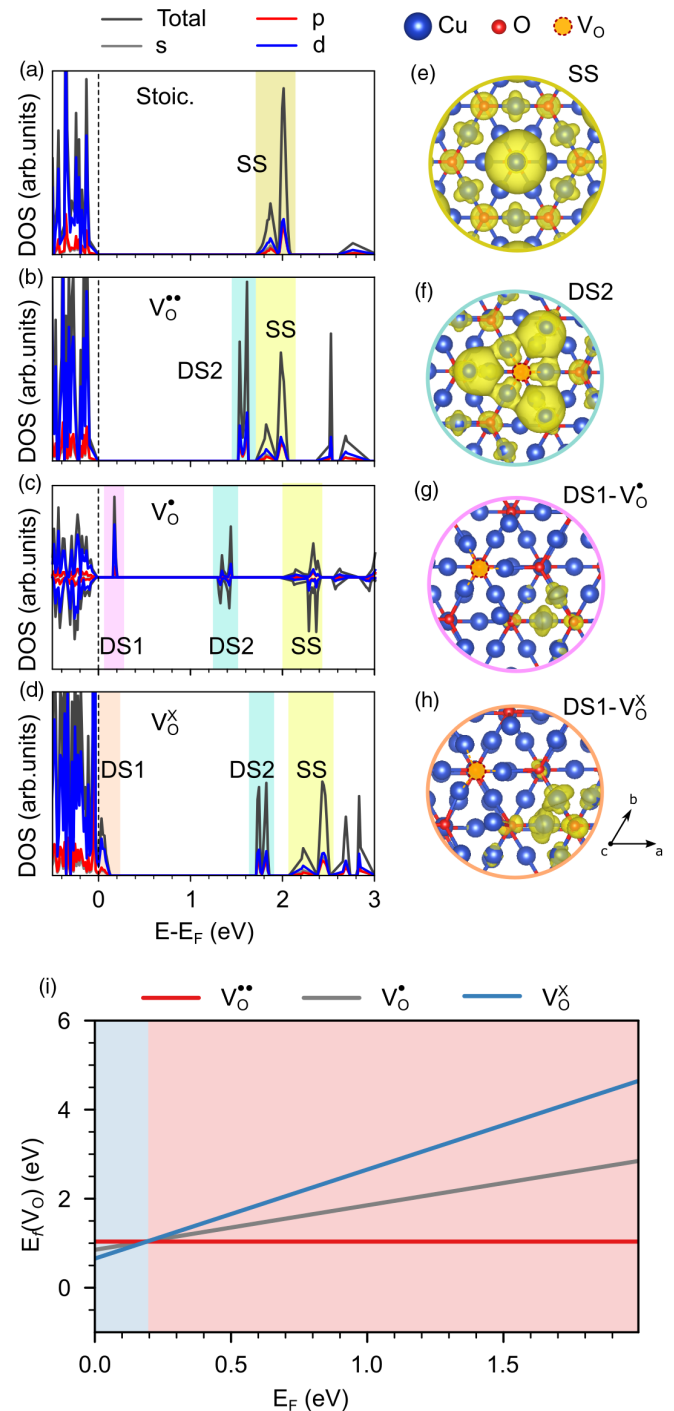 Total p
s d
Cu O V_O
(a) Stoic. SS
DOS (arb.units)
(e) SS
(b) V_O^•• DS2 SS
DOS (arb.units)
(f) DS2
(c) V_O^• DS1 DS2 SS
DOS (arb.units)
(g) DS1-V_O^•
(d) V_O^X DS1 DS2 SS
DOS (arb.units)
(h) DS1-V_O^X
b
c a
0 1 2 3
E-E_F (eV)
(i) V_O^•• V_O^• V_O^X
6
4
2
0
E_f(V_O) (eV)
0.0 0.5 1.0 1.5
E_F (eV)